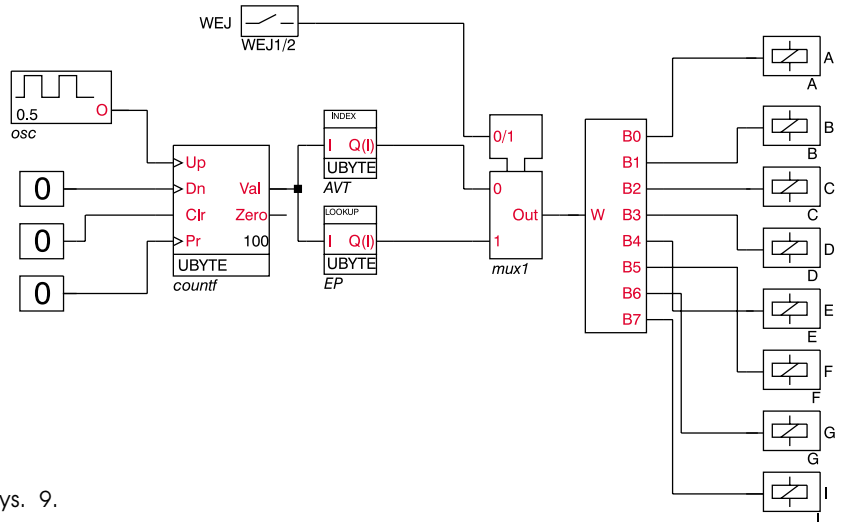 WEJ
WEJ1/2
0.5 O
osc
0
0
0
Up
Dn Val
Clr Zero
Pr 100
UBYTE
countf
INDEX
I Q(I)
UBYTE
AVT
LOOKUP
I Q(I)
UBYTE
EP
0/1
0
Out
1
mux1
W
B0
B1
B2
B3
B4
B5
B6
B7
A
A
B
B
C
C
D
D
E
E
F
F
G
G
I
I
ys. 9.